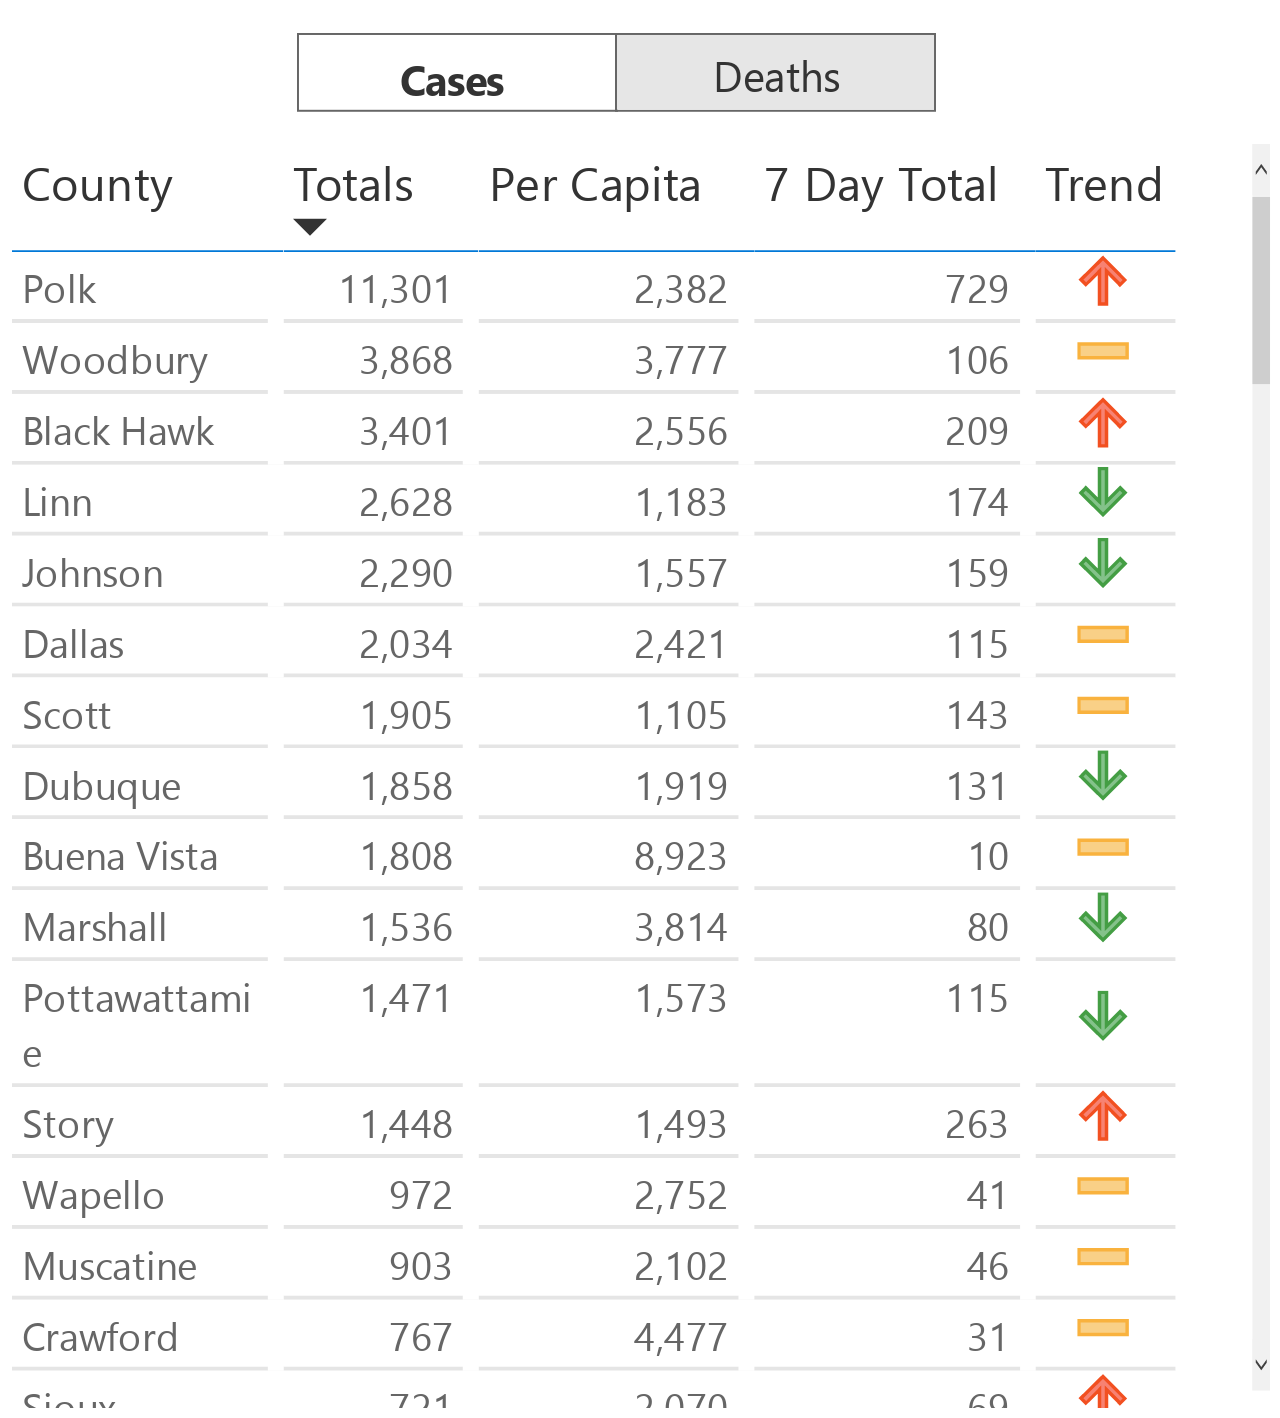 Cases Deaths
County Totals Per Capita 7 Day Total Trend
Polk 11,301 2,382 729
Woodbury 3,868 3,777 106
Black Hawk 3,401 2,556 209
Linn 2,628 1,183 174
Johnson 2,290 1,557 159
Dallas 2,034 2,421 115
Scott 1,905 1,105 143
Dubuque 1,858 1,919 131
Buena Vista 1,808 8,923 10
Marshall 1,536 3,814 80
Pottawattami 1,471 1,573 115
e
Story 1,448 1,493 263
Wapello 972 2,752 41
Muscatine 903 2,102 46
Crawford 767 4,477 31
Sioux 721 2,070 69